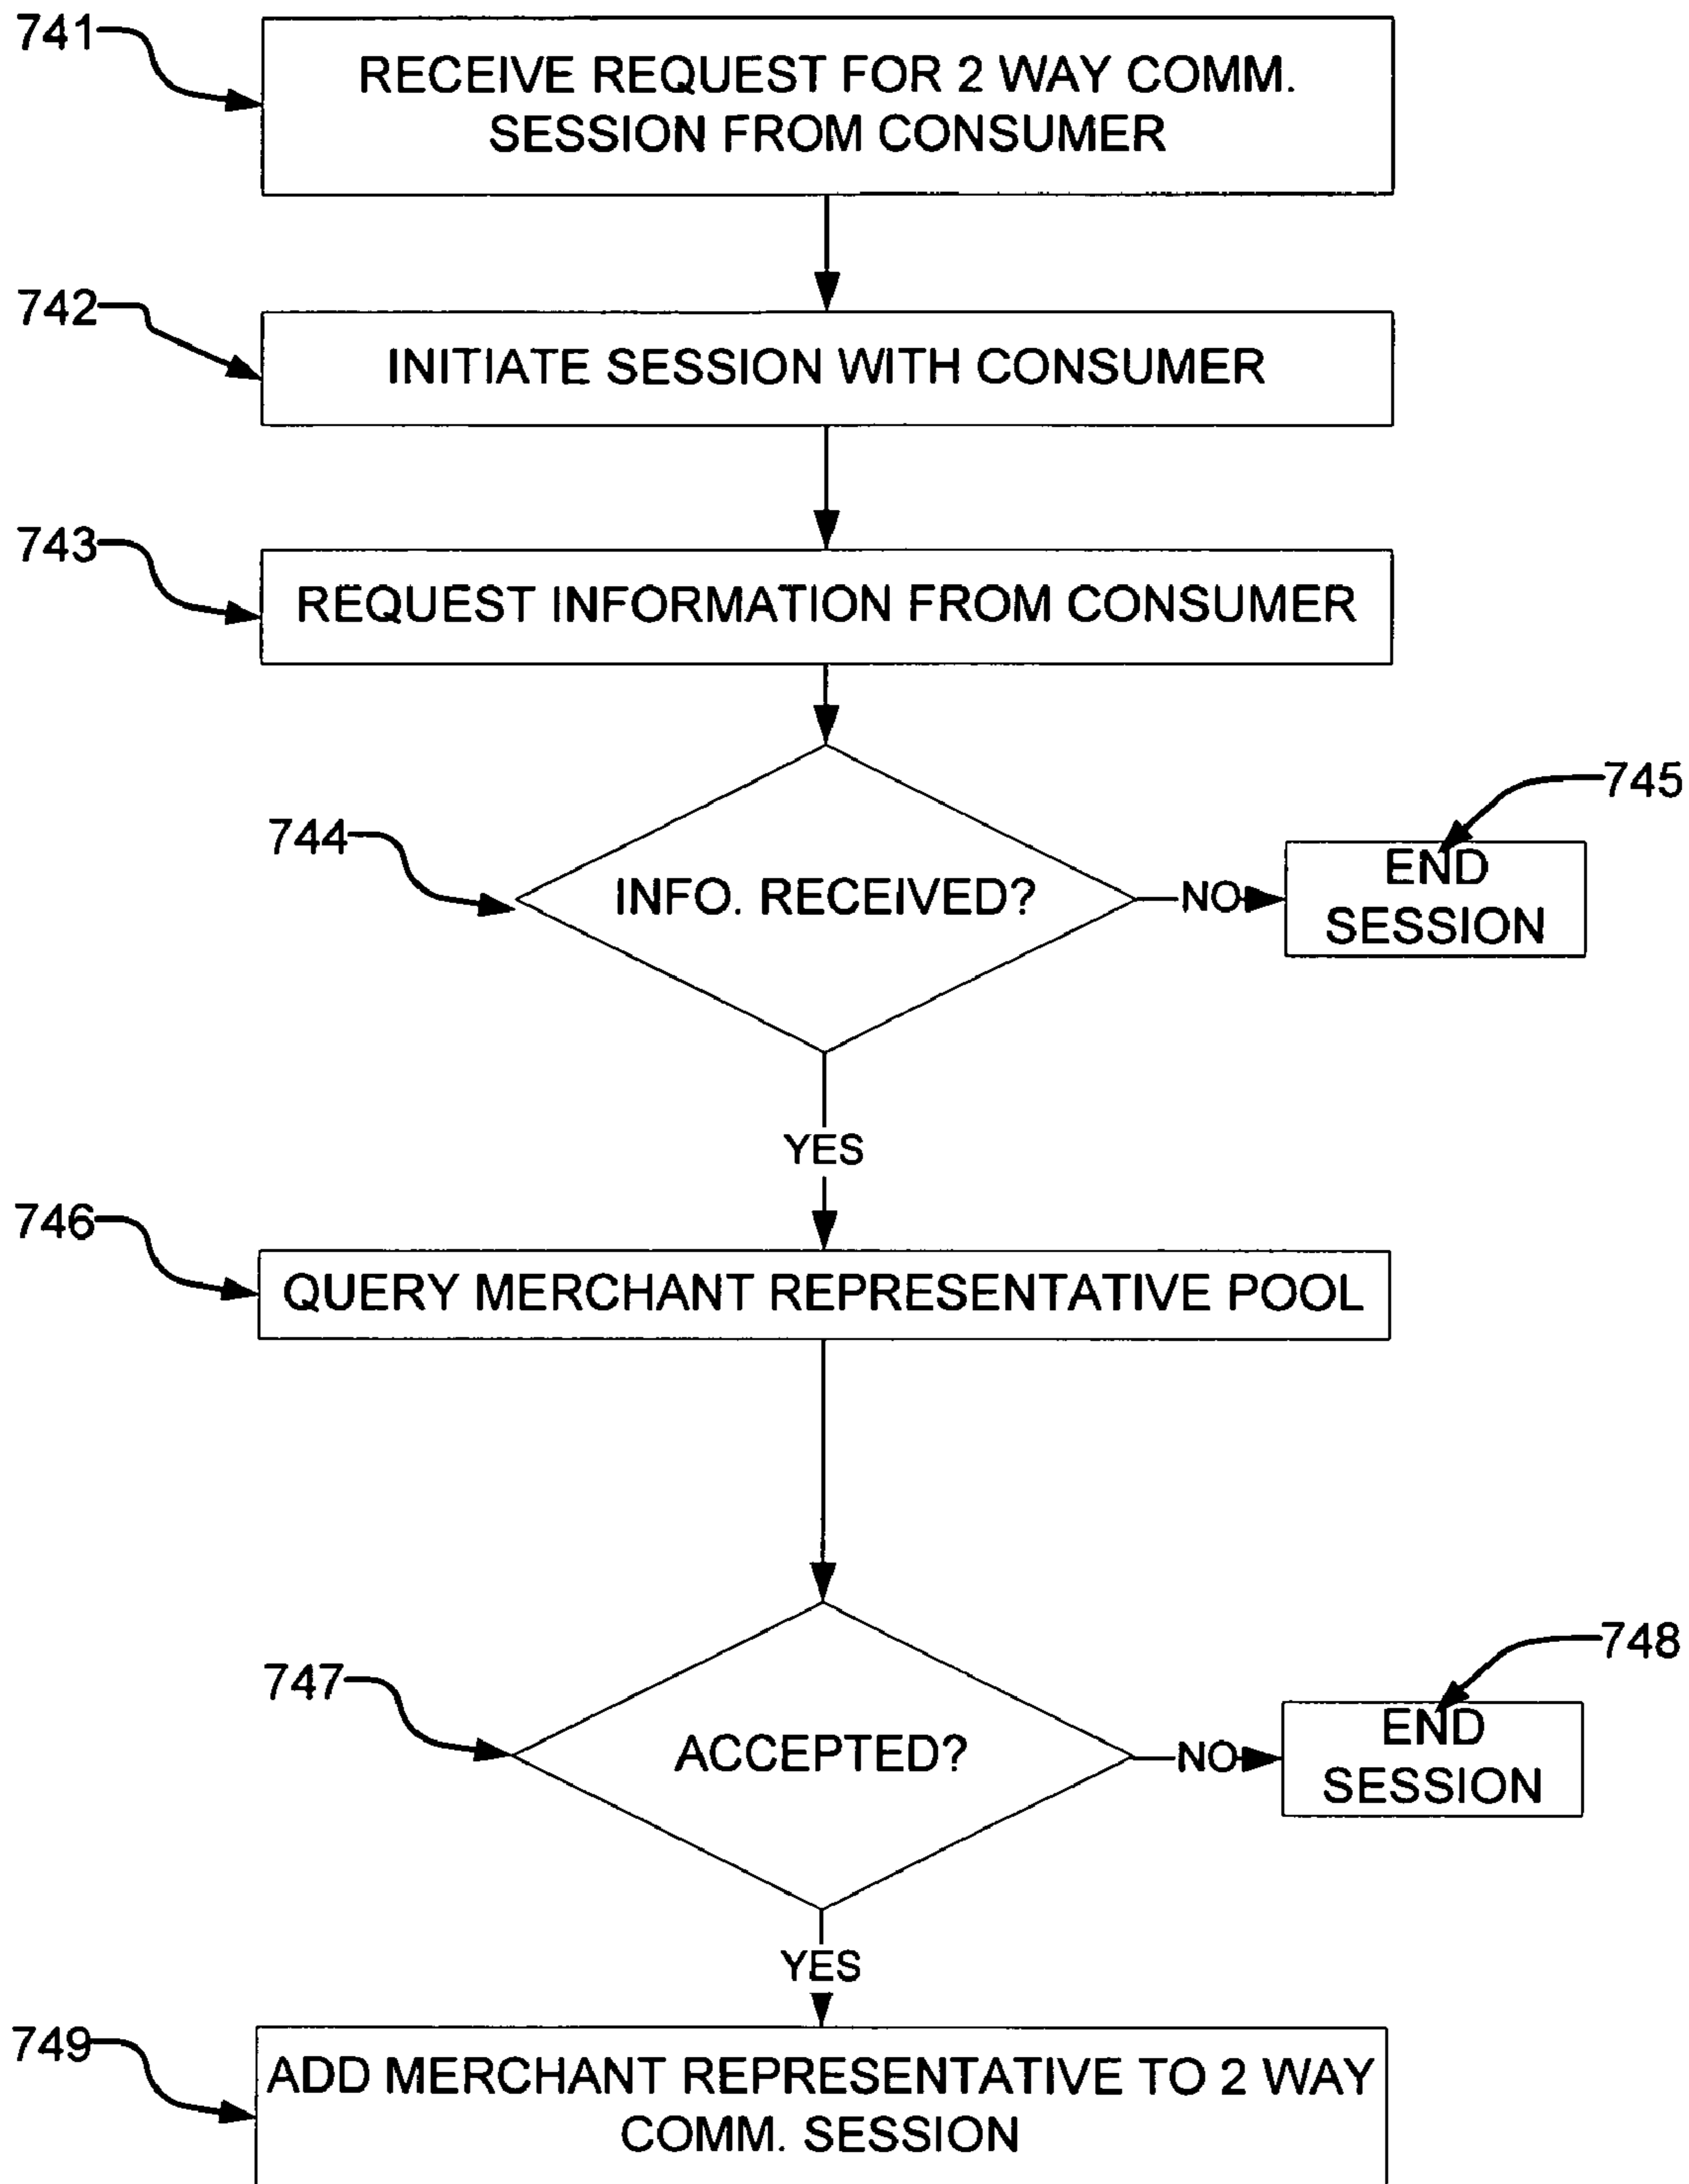 741
RECEIVE REQUEST FOR 2 WAY COMM.
SESSION FROM CONSUMER
742
INITIATE SESSION WITH CONSUMER
743
REQUEST INFORMATION FROM CONSUMER
744
INFO. RECEIVED?
NO
745
END
SESSION
YES
746
QUERY MERCHANT REPRESENTATIVE POOL
747
ACCEPTED?
NO
748
END
SESSION
YES
749
ADD MERCHANT REPRESENTATIVE TO 2 WAY
COMM. SESSION